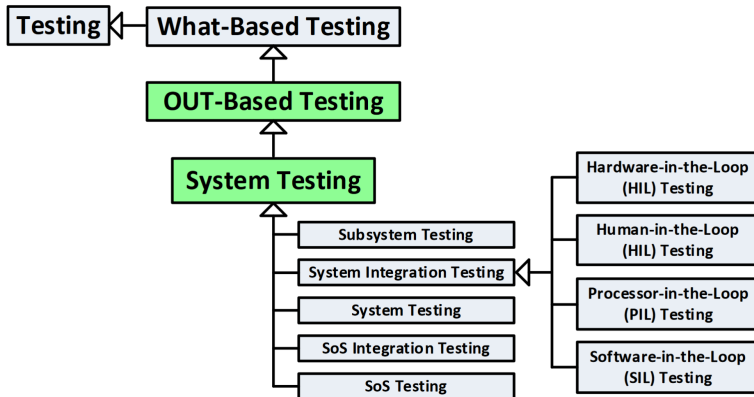 Testing
What-Based Testing
OUT-Based Testing
System Testing
Subsystem Testing
System Integration Testing
System Testing
SoS Integration Testing
SoS Testing
Hardware-in-the-Loop
(HIL) Testing
Human-in-the-Loop
(HIL) Testing
Processor-in-the-Loop
(PIL) Testing
Software-in-the-Loop
(SIL) Testing